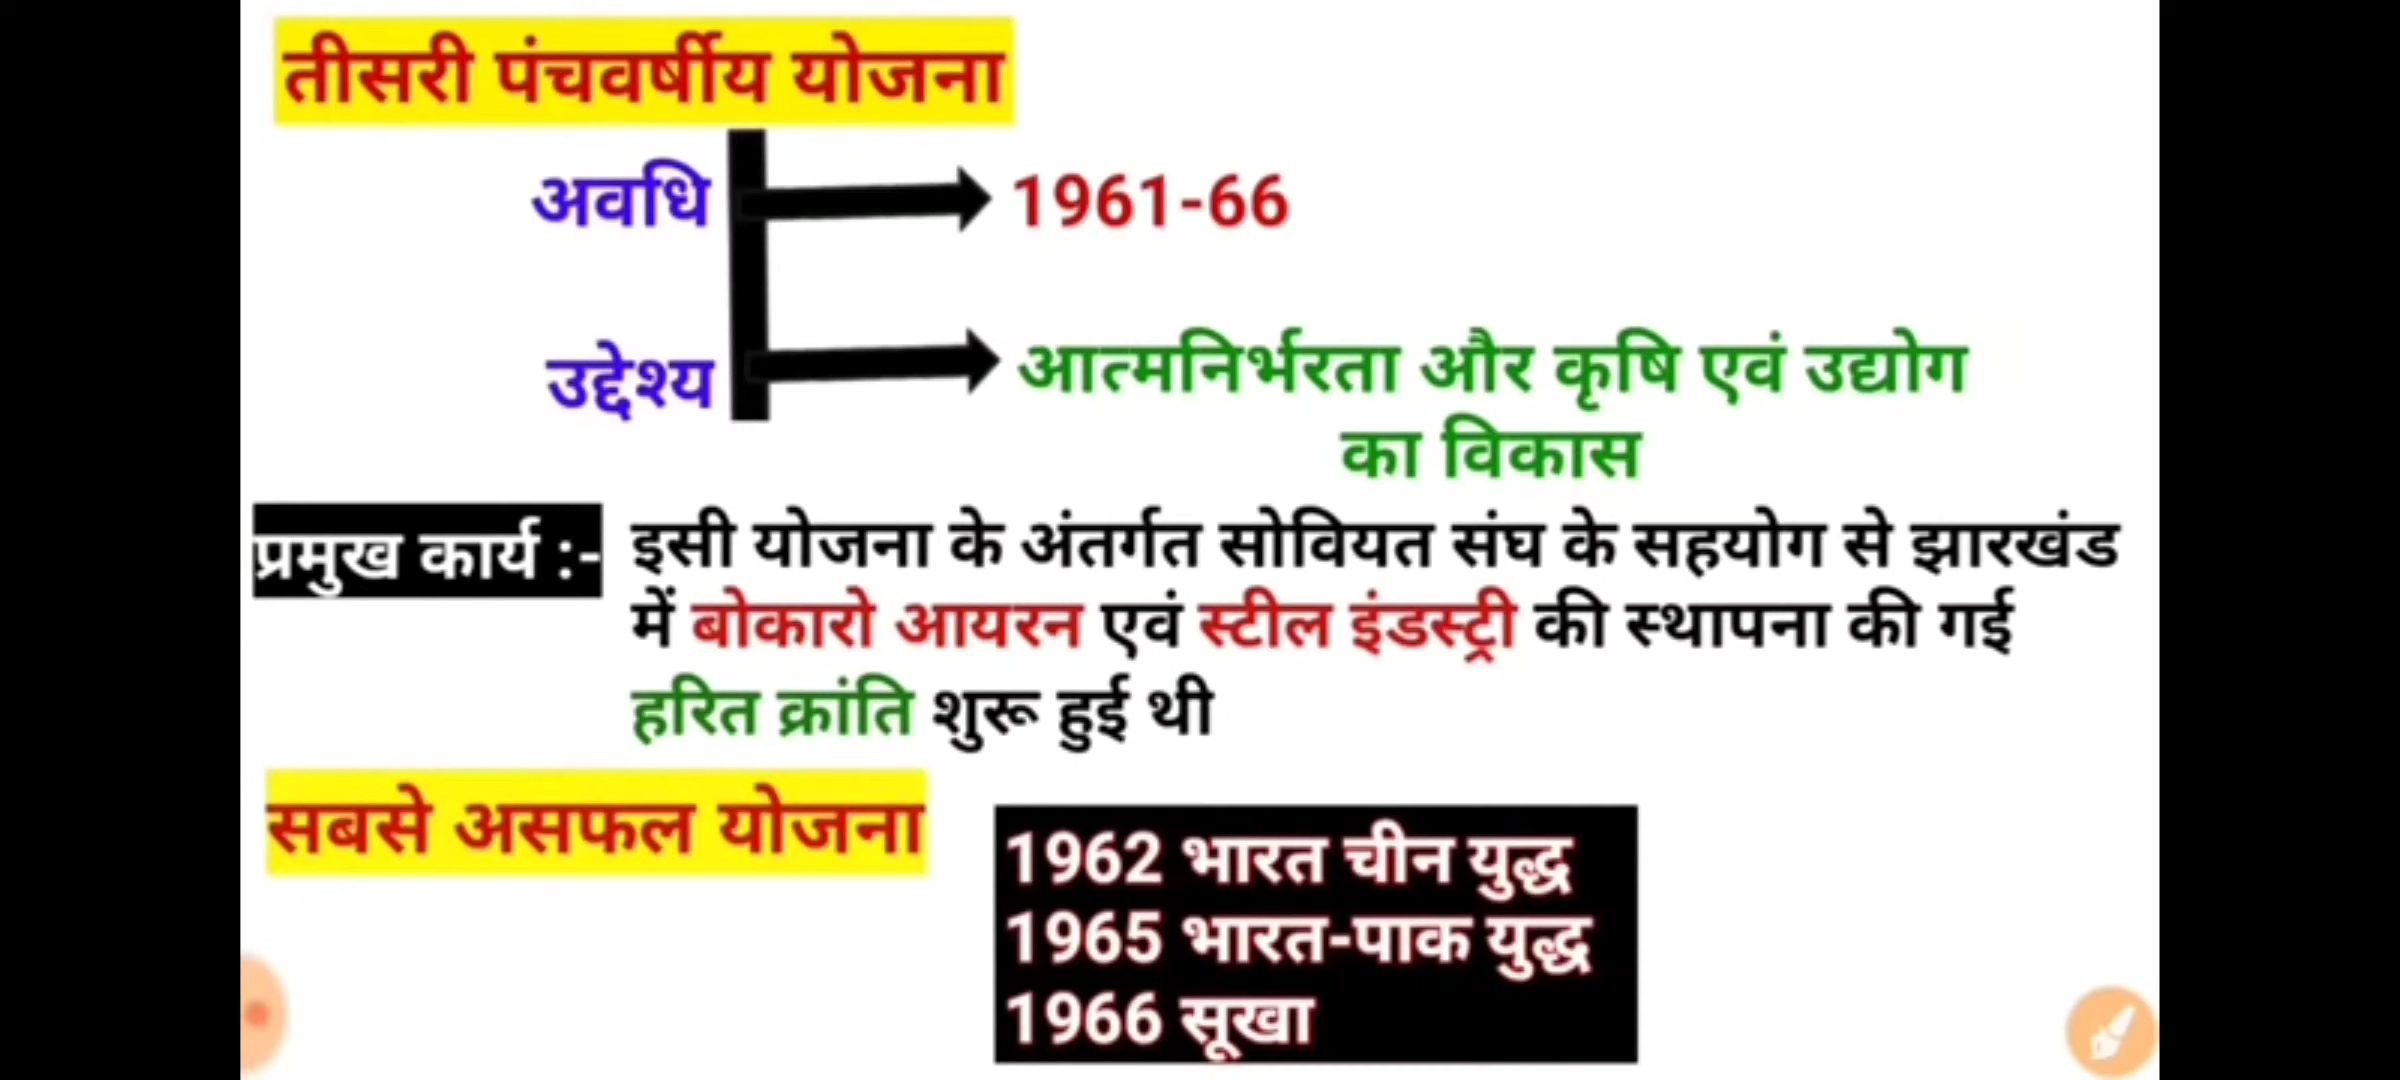 तीसरी पंचवर्षीय योजना
अवधि 1961-66
उद्देश्य आत्मनिर्भरता और कृषि एवं उद्योग
का विकास
प्रमुख कार्य :- इसी योजना के अंतर्गत सोवियत संघ के सहयोग से झारखंड
में बोकारो आयरन एवं स्टील इंडस्ट्री की स्थापना की गई
हरित क्रांति शुरू हुई थी
सबसे असफल योजना
1962 भारत चीन युद्ध
1965 भारत-पाक युद्ध
1966 सूखा